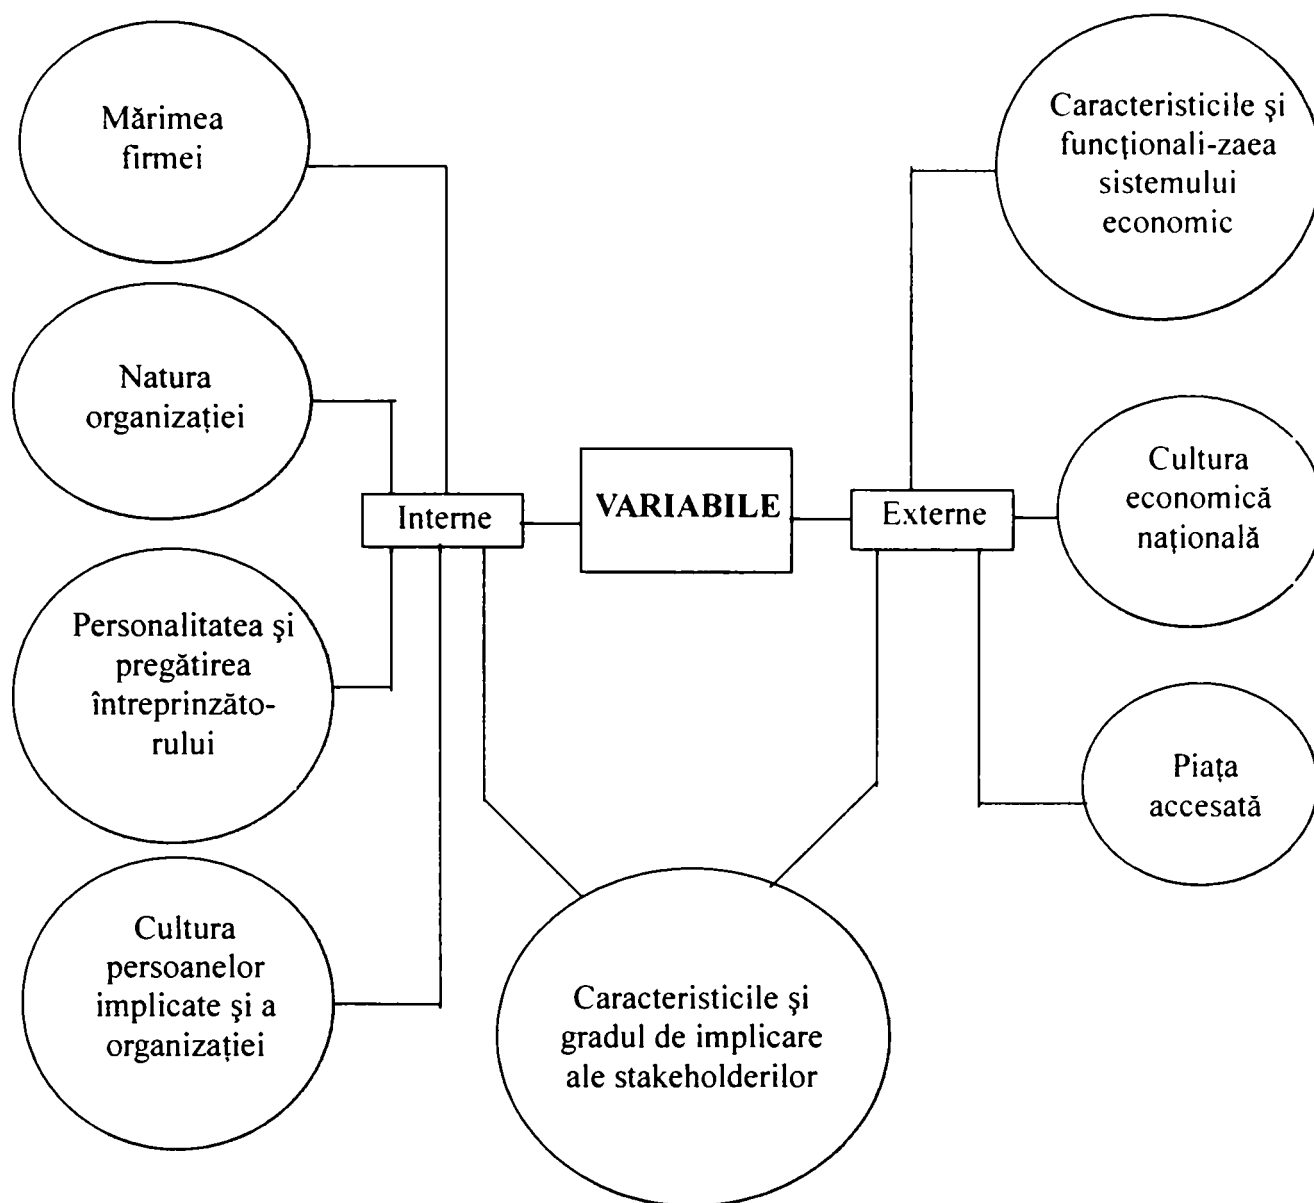 Mărimea
firmei
Natura
organizaţiei
Personalitatea şi
pregătirea
întreprinzăto-
rului
Cultura
persoanelor
implicate şi a
organizaţiei
Interne
VARIABILE
Externe
Caracteristicile şi
gradul de implicare
ale stakeholderilor
Caracteristicile şi
funcţionali-zaea
sistemului
economic
Cultura
economică
naţională
Piaţa
accesată